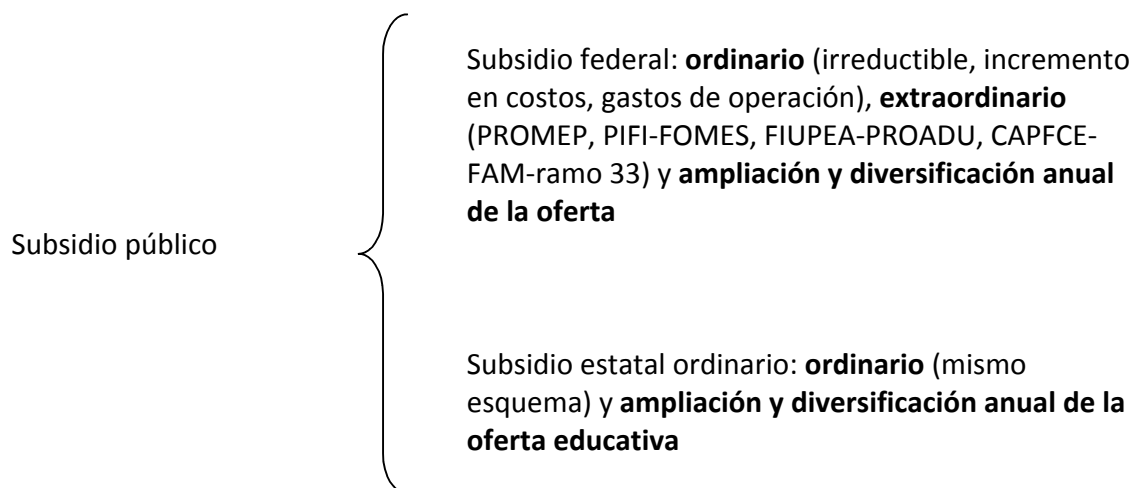 Subsidio federal: ordinario (irreductible, incremento
en costos, gastos de operación), extraordinario
(PROMEP, PIFI-FOMES, FIUPEA-PROADU, CAPFCE-
FAM-ramo 33) y ampliación y diversificación anual
de la oferta
Subsidio público
Subsidio estatal ordinario: ordinario (mismo
esquema) y ampliación y diversificación anual de la
oferta educativa